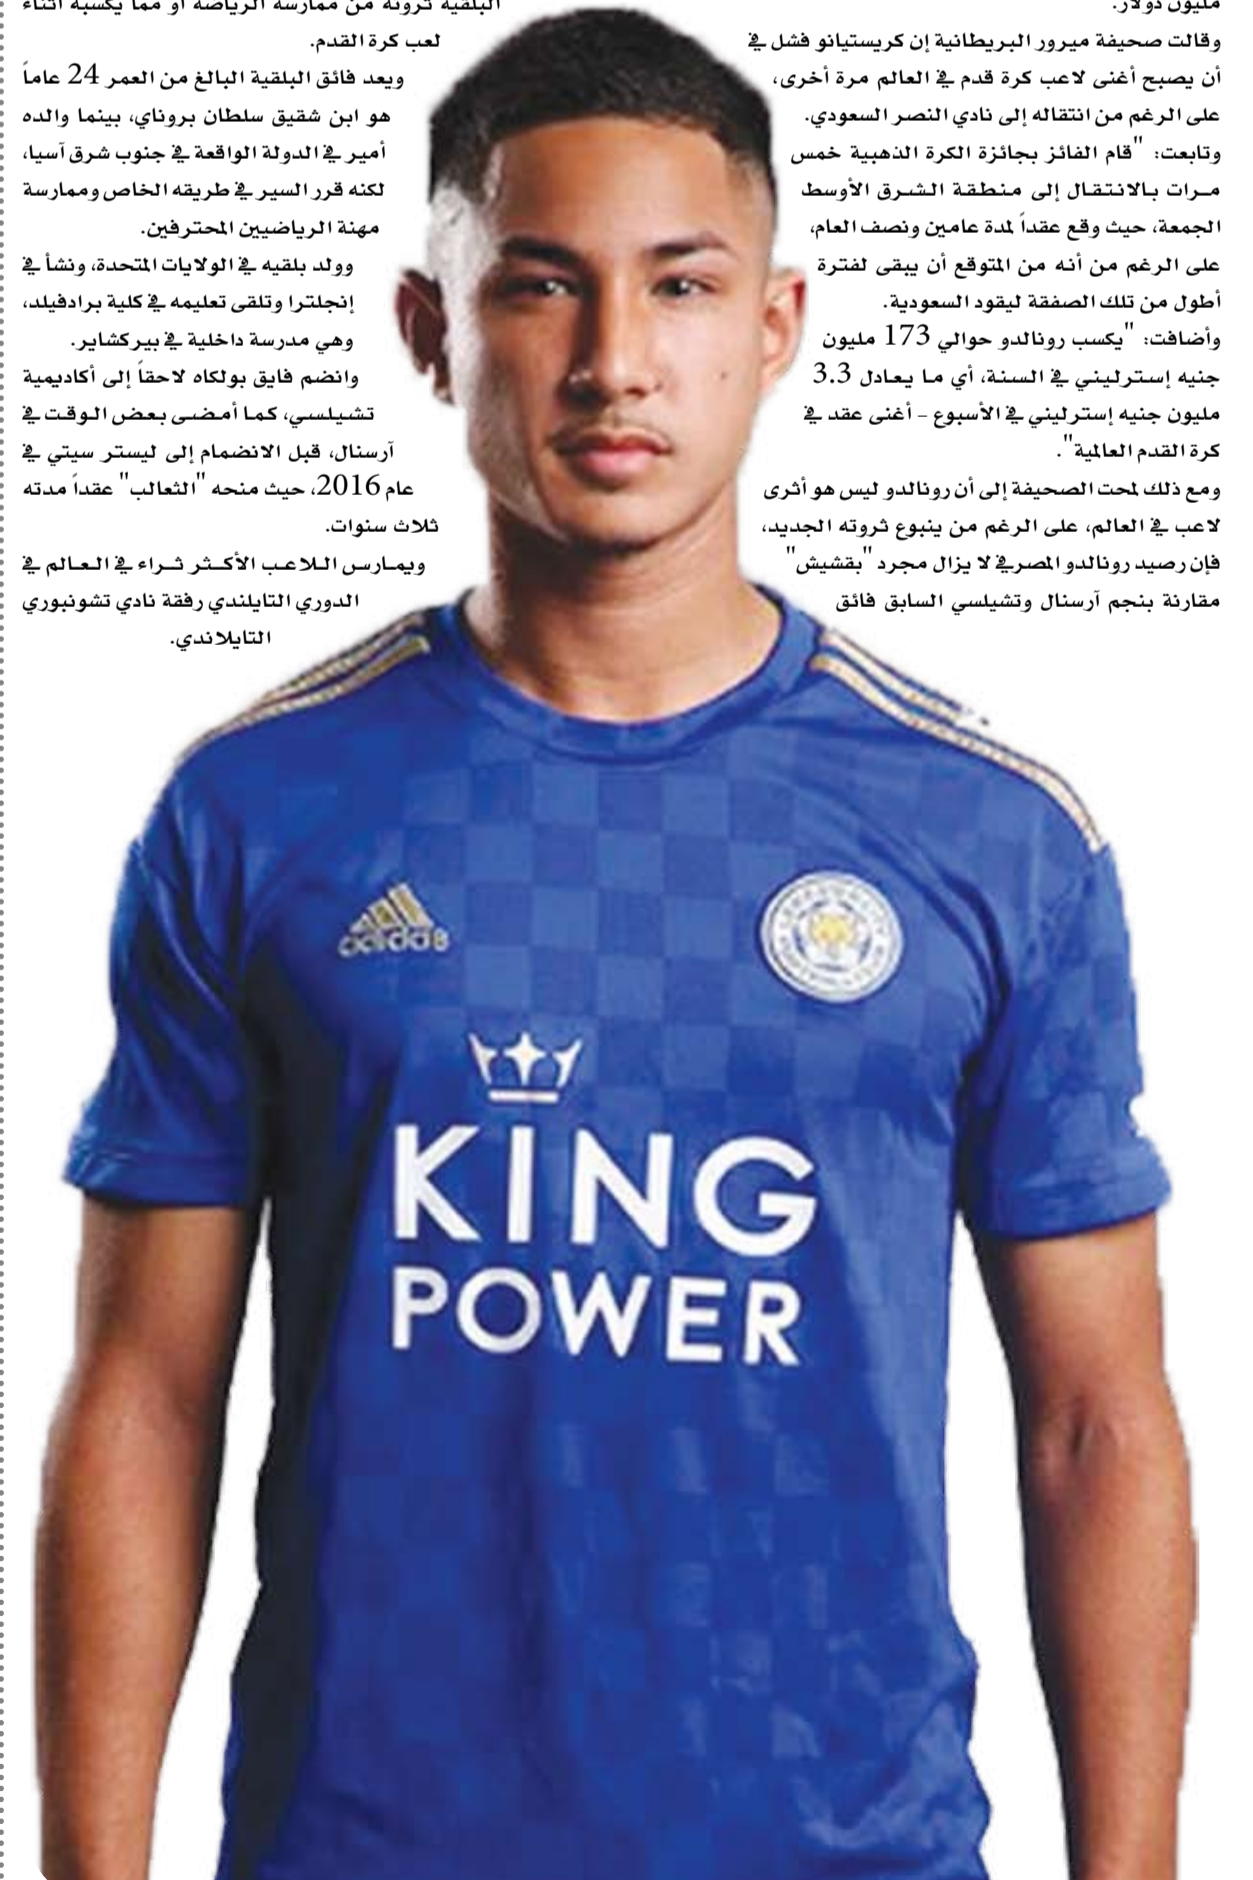 مليون دولار.
وقالت صحيفة ميرور البريطانية إن كريستيانو فشل في
أن يصبح أغنى لاعب كرة قدم في العالم مرة أخرى،
على الرغم من انتقاله إلى نادي النصر السعودي.
وتابعت: "قام الفائز بجائزة الكرة الذهبية خمس
مرات بالانتقال إلى منطقة الشرق الأوسط
الجمعة، حيث وقع عقداً لمدة عامين ونصف العام،
على الرغم من أنه من المتوقع أن يبقى لفترة
أطول من تلك الصفقة ليقود السعودية.
وأضافت: "يكسب رونالدو حوالي 173 مليون
جنيه إسترليني في السنة، أي ما يعادل 3.3
مليون جنيه إسترليني في الأسبوع - أغنى عقد في
كرة القدم العالمية".
ومع ذلك لمحت الصحيفة إلى أن رونالدو ليس هو أثرى
لاعب في العالم، على الرغم من ينبوع ثروته الجديد،
فإن رصيد رونالدو المصرفي لا يزال مجرد "بقشيش"
مقارنة بنجم آرسنال وتشيلسي السابق فائق
البلقية ثروته من ممارسة الرياضة أو مما يكسبه أثناء
لعب كرة القدم.
ويعد فائق البلقية البالغ من العمر 24 عاماً
هو ابن شقيق سلطان بروناي، بينما والده
أمير في الدولة الواقعة في جنوب شرق آسيا،
لكنه قرر السير في طريقه الخاص وممارسة
مهنة الرياضيين المحترفين.
وولد بلقيه في الولايات المتحدة، ونشأ في
إنجلترا وتلقى تعليمه في كلية برادفيلد،
وهي مدرسة داخلية في بيركشاير.
وانضم فايق بولكاه لاحقاً إلى أكاديمية
تشيلسي، كما أمضى بعض الوقت في
آرسنال، قبل الانضمام إلى ليستر سيتي في
عام 2016، حيث منحه "الثعالب" عقداً مدته
ثلاث سنوات.
ويمارس اللاعب الأكثر ثراء في العالم في
الدوري التايلندي رفقة نادي تشونبوري
التايلاندي.
adidas
KING
POWER